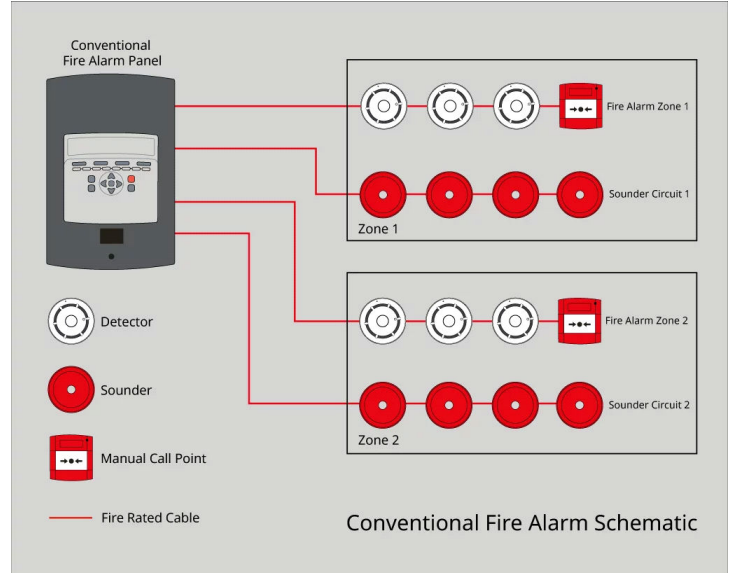 Conventional
Fire Alarm Panel
Fire Alarm Zone 1
Sounder Circuit 1
Zone 1
Fire Alarm Zone 2
Sounder Circuit 2
Zone 2
Detector
Sounder
Manual Call Point
Fire Rated Cable
Conventional Fire Alarm Schematic